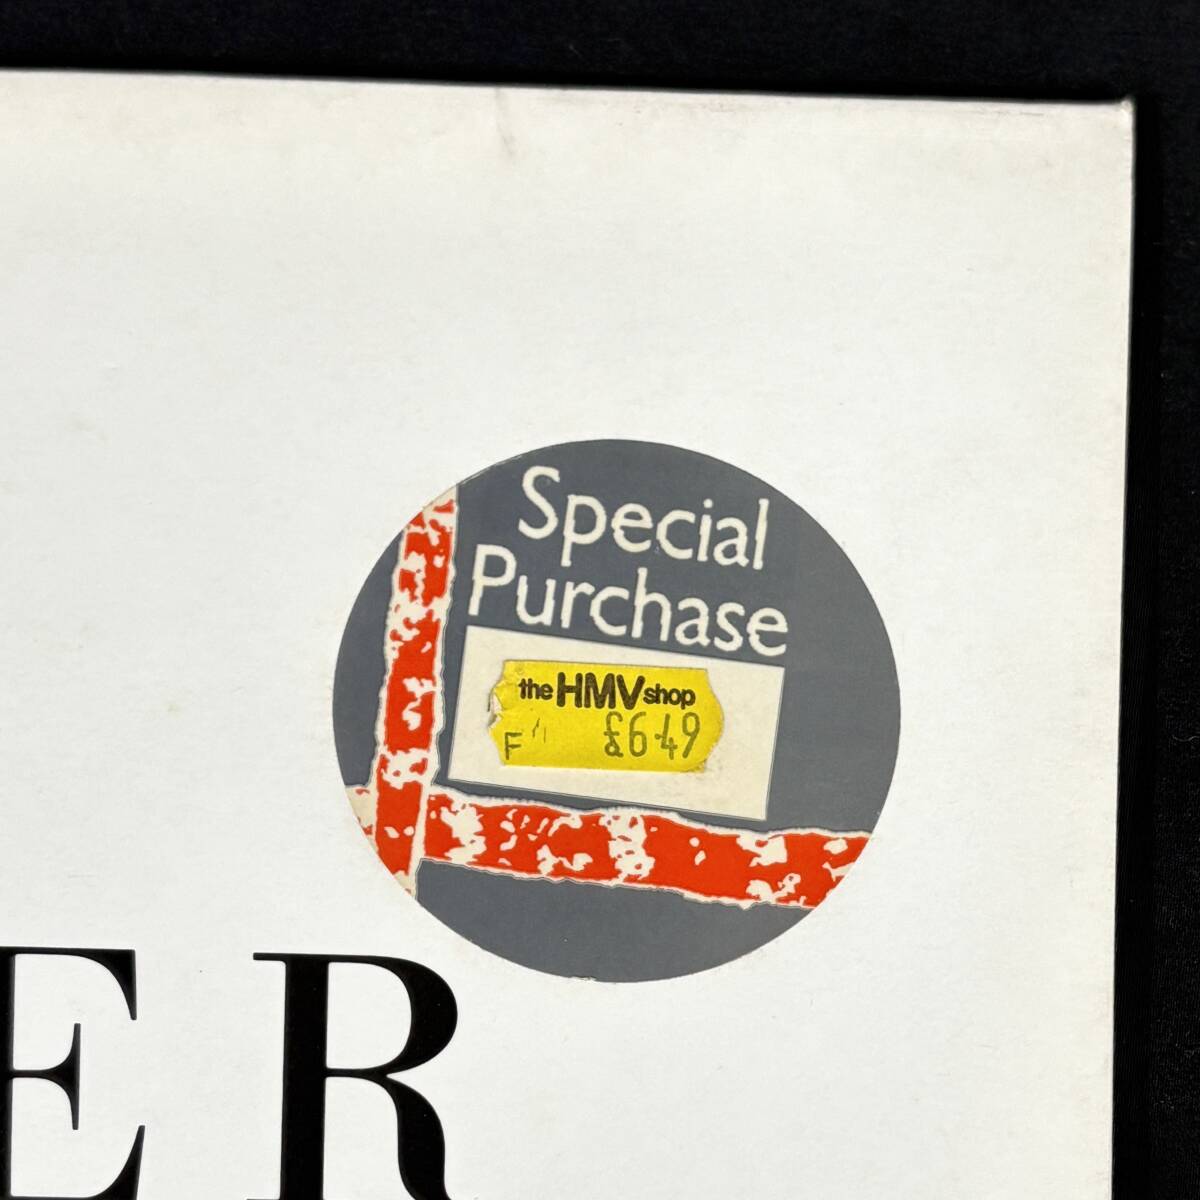 Special
Purchase
the HMV shop
F £6.49
ER